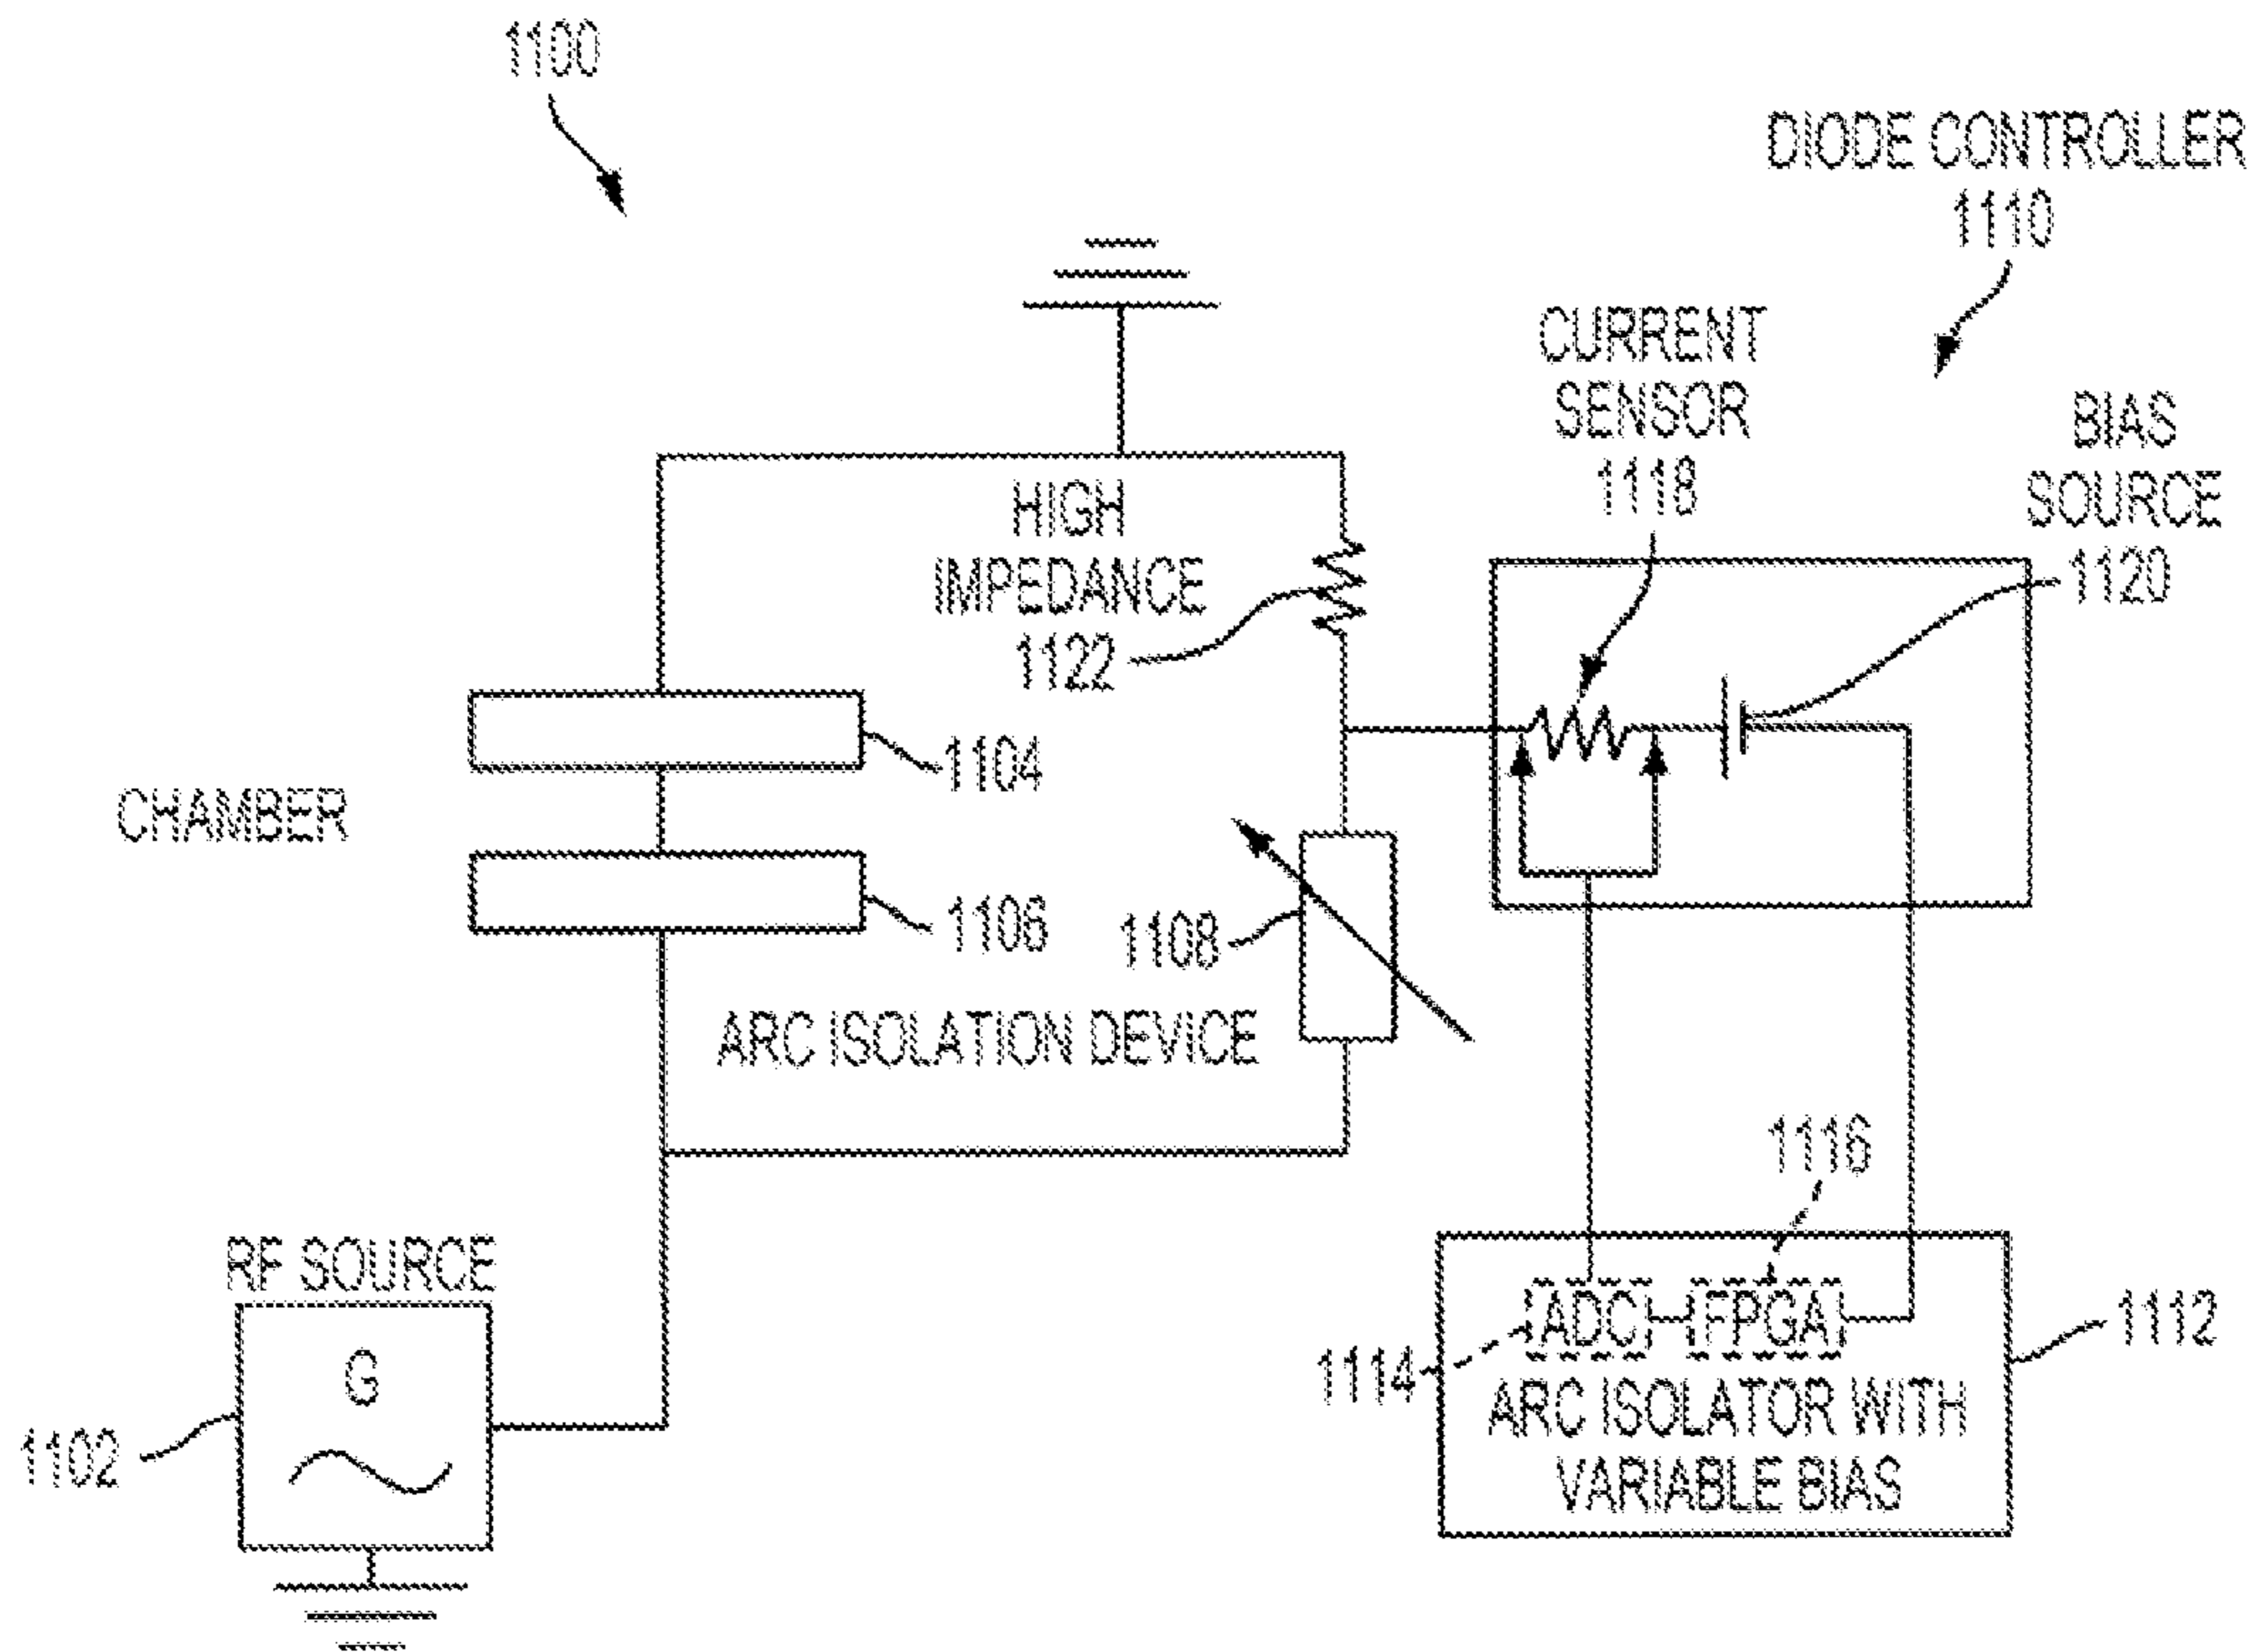 1100
DIODE CONTROLLER
1110
CURRENT
SENSOR
1118
BIAS
SOURCE
1120
HIGH
IMPEDANCE
1122
1104
CHAMBER
1106
1108
ARC ISOLATION DEVICE
1116
RF SOURCE
G
1102
ADC
FPGA
1114
1112
ARC ISOLATOR WITH
VARIABLE BIAS